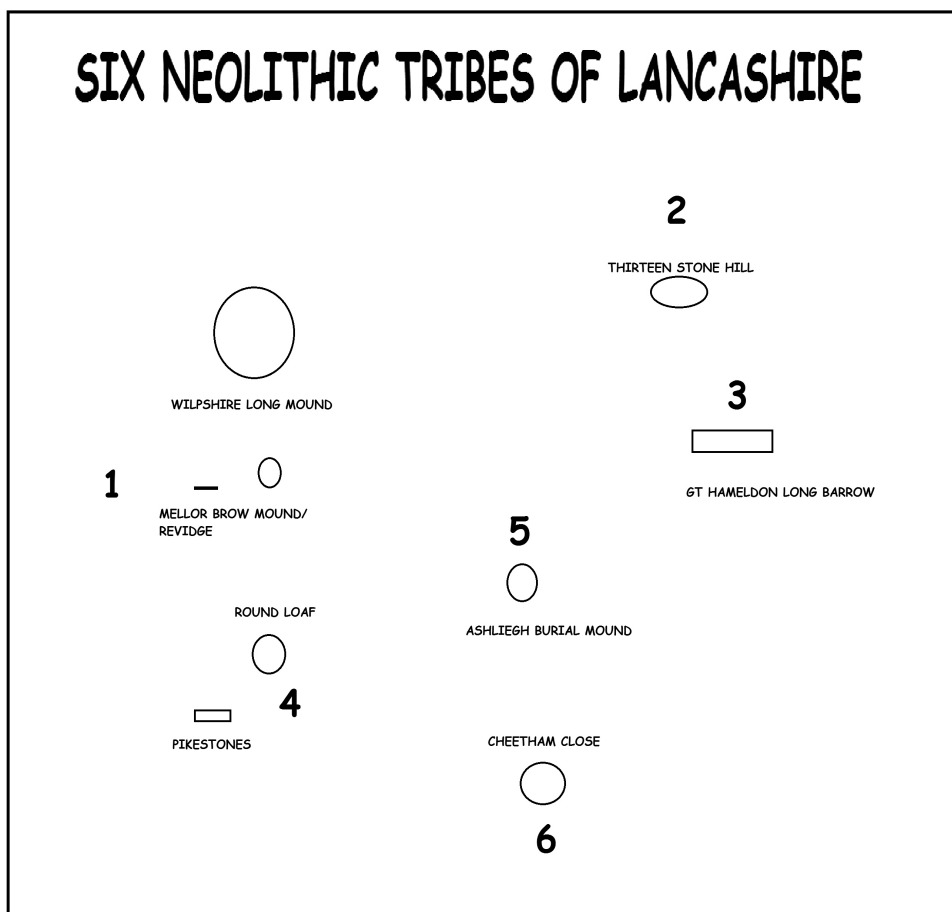 SIX NEOLITHIC TRIBES OF LANCASHIRE
2
THIRTEEN STONE HILL
WILPSHIRE LONG MOUND
3
GT HAMELDON LONG BARROW
1
MELLOR BROW MOUND/
REVIDGE
5
ASHLIEGH BURIAL MOUND
ROUND LOAF
4
PIKESTONES
CHEETHAM CLOSE
6